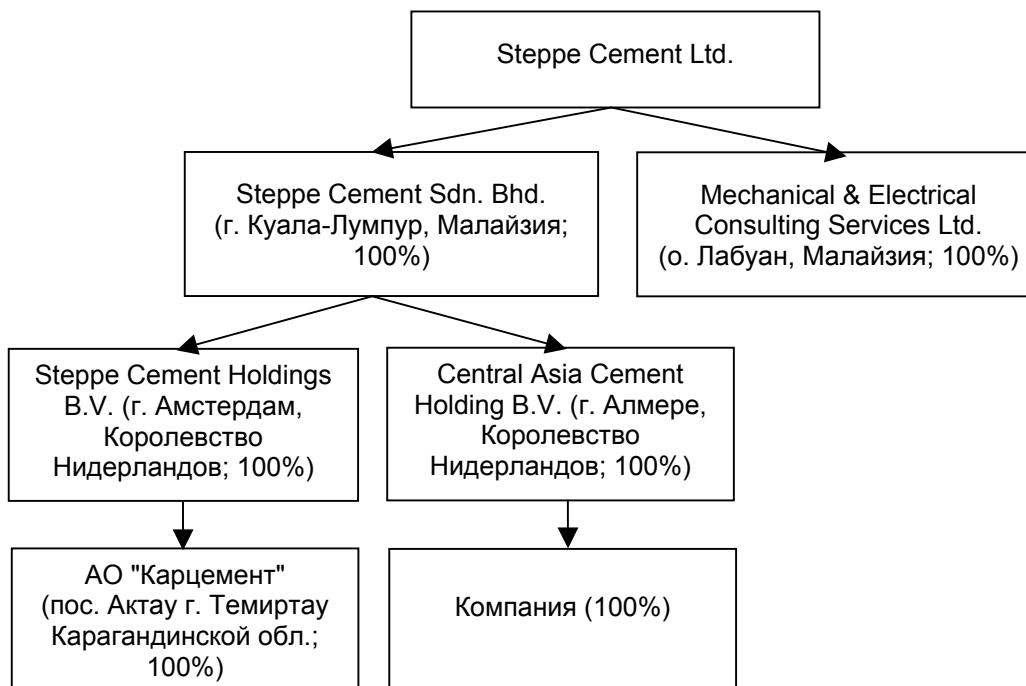 Steppe Cement Ltd.
Steppe Cement Sdn. Bhd.
(г. Куала-Лумпур, Малайзия;
100%)
Mechanical & Electrical
Consulting Services Ltd.
(о. Лабуан, Малайзия; 100%)
Steppe Cement Holdings
B.V. (г. Амстердам,
Королевство
Нидерландов; 100%)
Central Asia Cement
Holding B.V. (г. Алмере,
Королевство
Нидерландов; 100%)
АО "Карцемент"
(пос. Актау г. Темиртау
Карагандинской обл.;
100%)
Компания (100%)